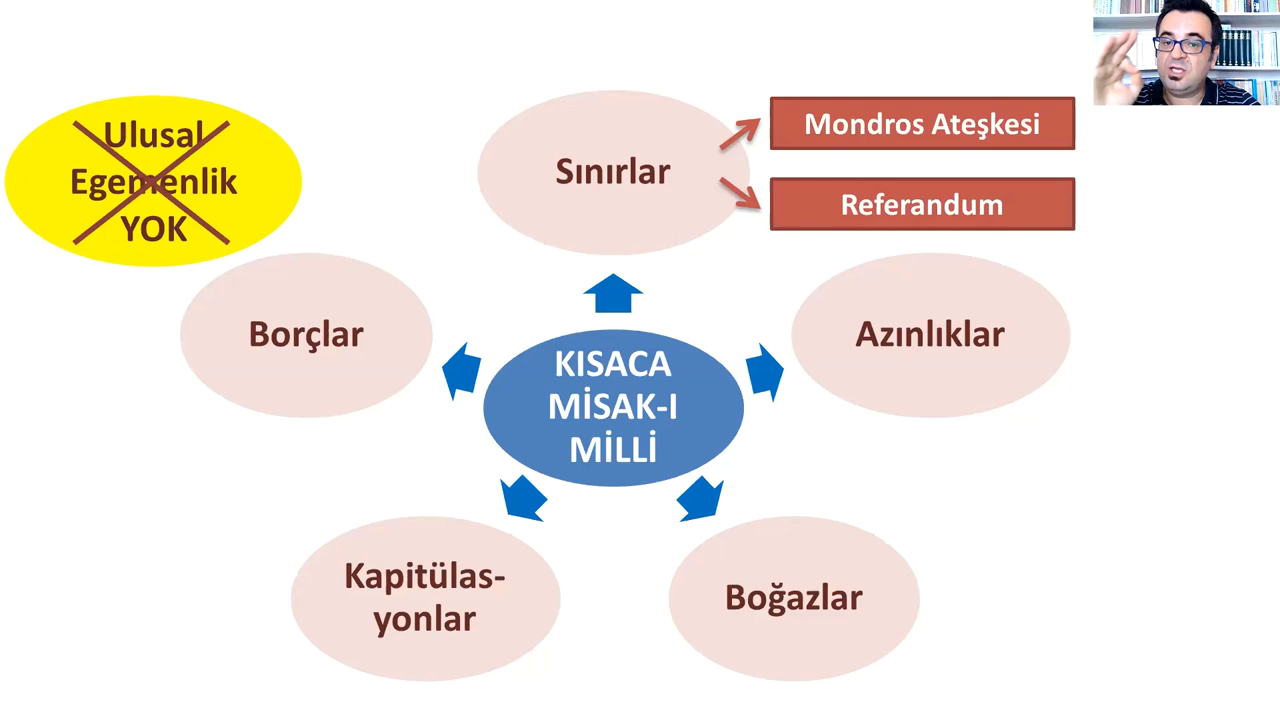 Ulusal
Egemenlik
YOK
Sınırlar
Mondros Ateşkesi
Referandum
Borçlar
Azınlıklar
KISACA
MİSAK-I
MİLLİ
Kapitülas-
yonlar
Boğazlar